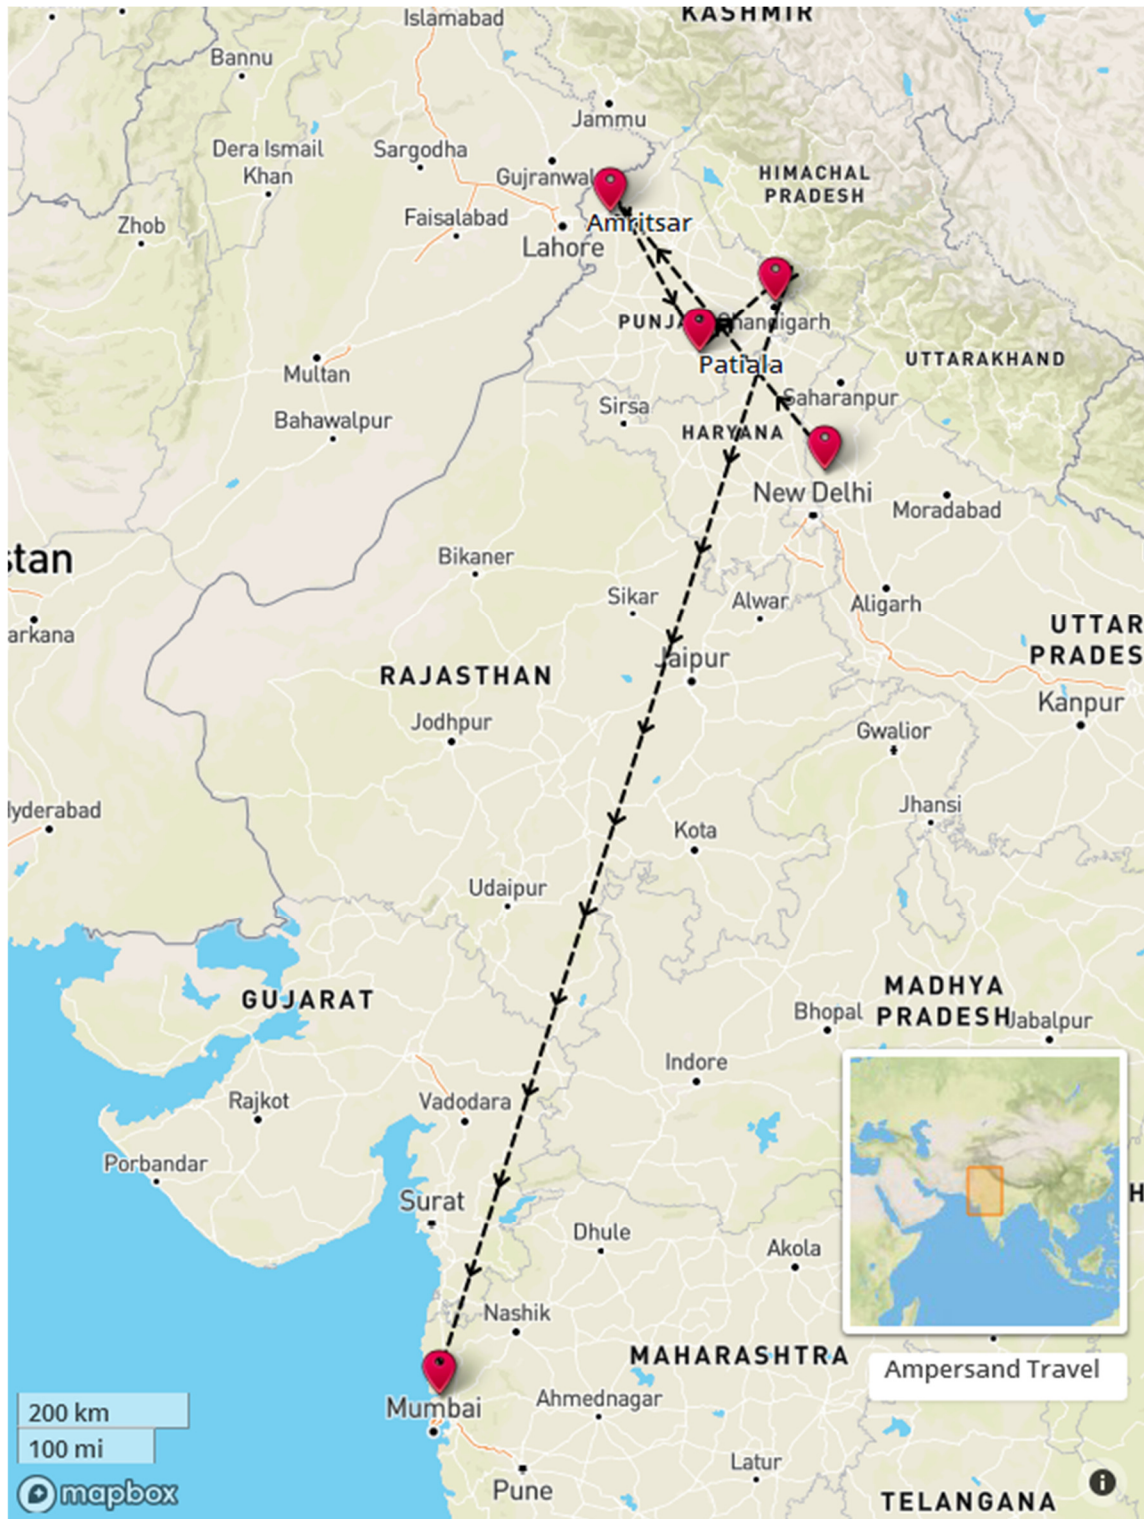 KASHMIR
Islamabad
Bannu
Jammu
Dera Ismail
Khan
Sargodha
Gujranwal
HIMACHAL
PRADESH
Zhob
Faisalabad
Amritsar
Lahore
PUNJA
Chandigarh
Patiala
UTTARAKHAND
Multan
Saharanpur
Bahawalpur
Sirsa
HARYANA
New Delhi
Moradabad
stan
Bikaner
Sikar
Alwar
Aligarh
arkana
UTTAR
PRADES
Jaipur
RAJASTHAN
Kanpur
Jodhpur
Gwalior
lyderabad
Jhansi
Kota
Udaipur
MADHYA
PRADESH
GUJARAT
Bhopal
Jabalpur
Indore
Rajkot
Vadodara
Porbandar
H
Surat
Dhule
Akola
Nashik
MAHARASHTRA
Ampersand Travel
Mumbai
Ahmednagar
200 km
100 mi
Latur
mapbox
Pune
i
TELANGANA